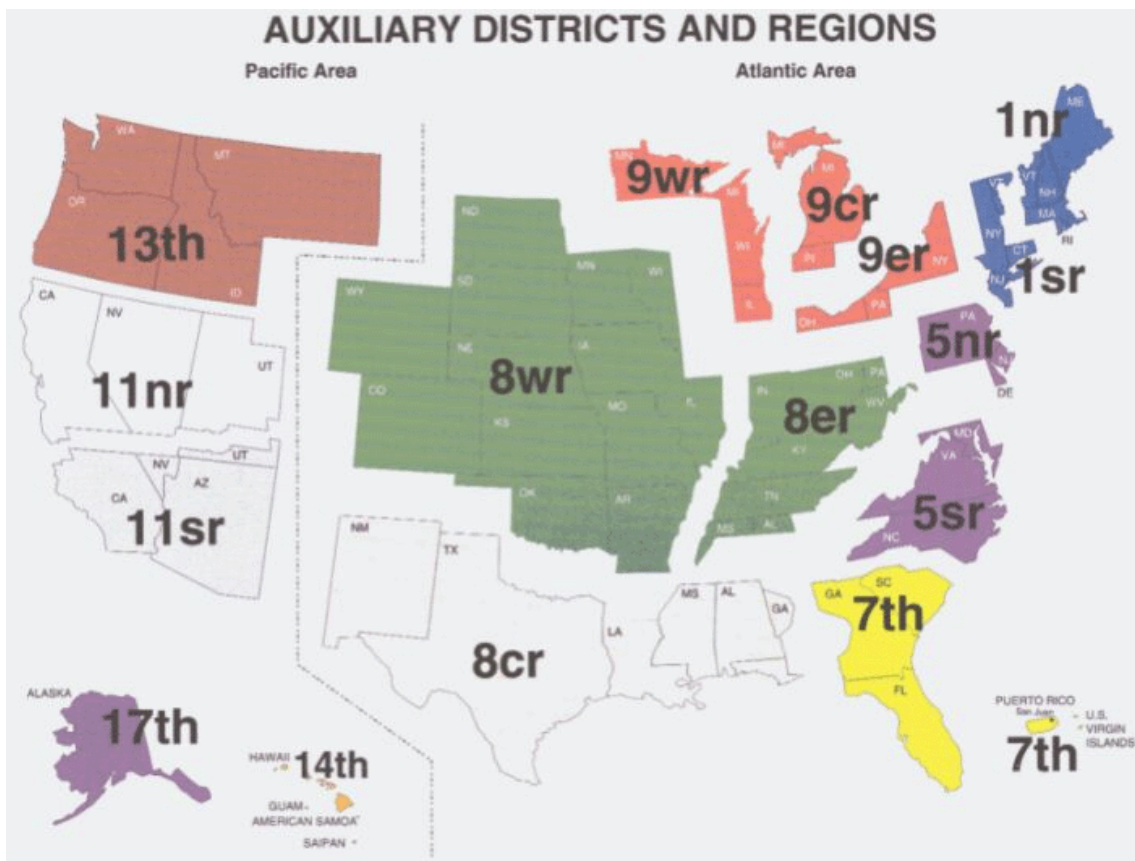 AUXILIARY DISTRICTS AND REGIONS
Pacific Area
Atlantic Area
WA
MT
OR
13th
ID
CA
NV
UT
11nr
NV
UT
CA
AZ
11sr
ND
MN
WI
WY
SD
NE
IA
8wr
CO
KS
MO
IL
OK
AR
MN
9wr
MI
WI
IL
MI
MI
9cr
IN
9er
NY
PA
OH
ME
1nr
VT
NH
MA
RI
VT
NY
CT
NJ
1sr
PA
5nr
NJ
DE
IN
OH
PA
WV
8er
KY
TN
MS
AL
MD
VA
5sr
NC
NM
TX
8cr
LA
MS
AL
GA
GA
SC
7th
FL
PUERTO RICO
San Juan
U.S.
VIRGIN
ISLANDS
7th
ALASKA
17th
HAWAII
14th
GUAM
AMERICAN SAMOA
SAIPAN